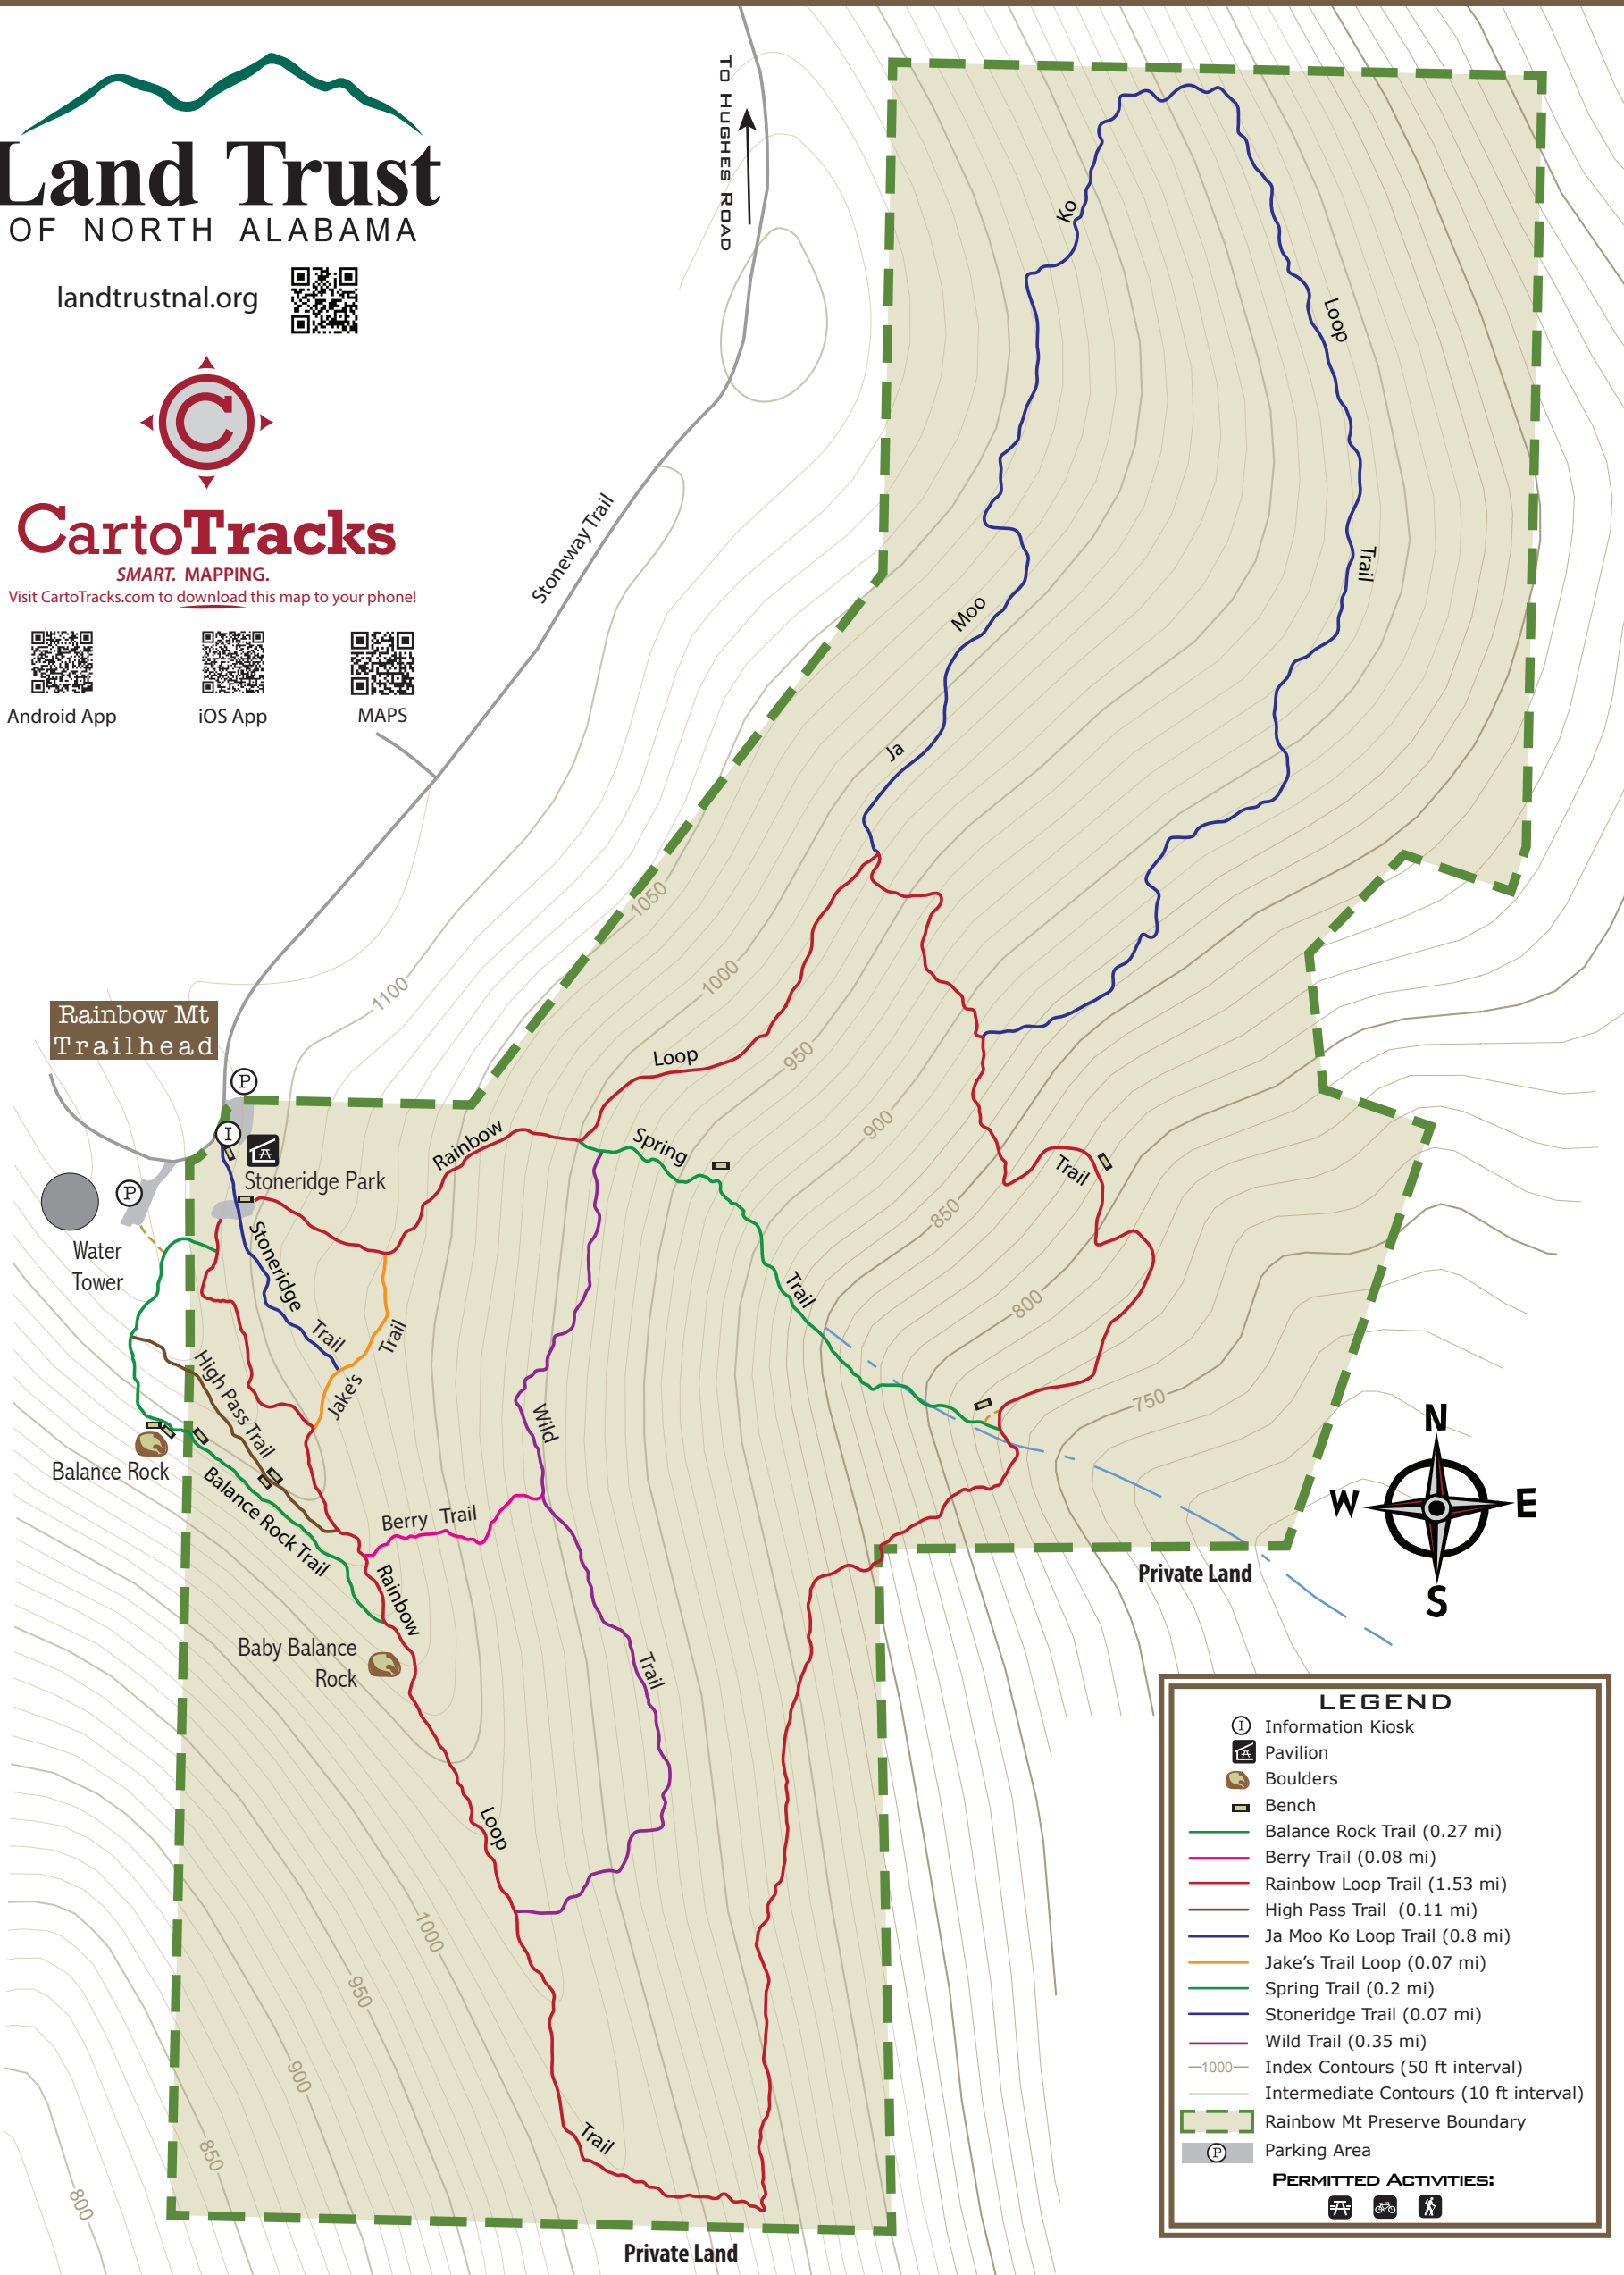 Land Trust
OF NORTH ALABAMA
landtrustnal.org
C
CartoTracks
SMART. MAPPING.
Visit CartoTracks.com to download this map to your phone!
Android App
iOS App
MAPS
TO HUGHES ROAD
Stoneway Trail
Ko
Loop
Trail
Moo
Ja
1050
1100
1000
950
900
850
800
750
Rainbow Mt
Trailhead
P
I
Stoneridge Park
P
Water
Tower
Rainbow
Loop
Spring
Trail
Trail
Stoneridge
Trail
Jake's
Trail
High Pass Trail
Balance Rock
Balance Rock Trail
Berry Trail
Wild
Trail
Rainbow
Baby Balance
Rock
Loop
Trail
1000
950
900
850
800
Private Land
Private Land
N
W
E
S
LEGEND
I Information Kiosk
Pavilion
Boulders
Bench
Balance Rock Trail (0.27 mi)
Berry Trail (0.08 mi)
Rainbow Loop Trail (1.53 mi)
High Pass Trail (0.11 mi)
Ja Moo Ko Loop Trail (0.8 mi)
Jake's Trail Loop (0.07 mi)
Spring Trail (0.2 mi)
Stoneridge Trail (0.07 mi)
Wild Trail (0.35 mi)
1000 Index Contours (50 ft interval)
Intermediate Contours (10 ft interval)
Rainbow Mt Preserve Boundary
P Parking Area
PERMITTED ACTIVITIES: